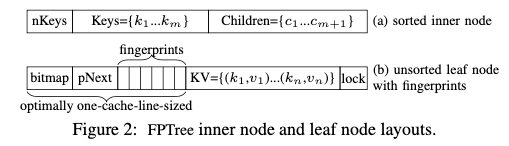 nKeys Keys={k₁...kₘ} Children={c₁...cₘ₊₁} (a) sorted inner node
fingerprints
bitmap pNext KV={(k₁,v₁)...(kₙ,vₙ)} lock (b) unsorted leaf node
with fingerprints
optimally one-cache-line-sized
Figure 2: FPTree inner node and leaf node layouts.